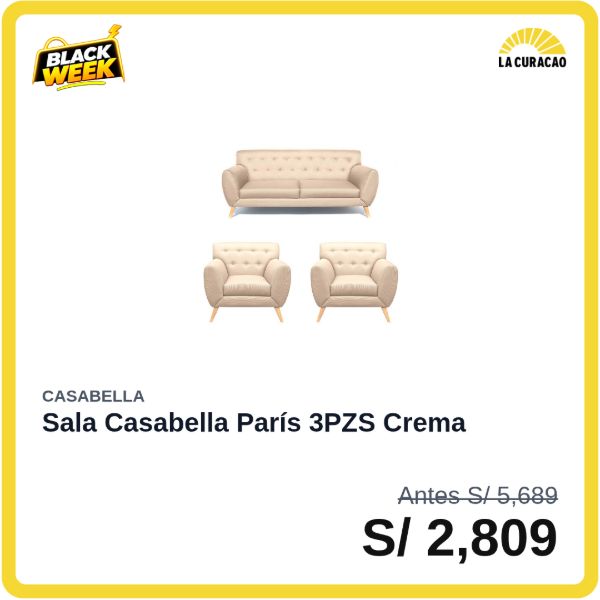 BLACK
WEEK
LA CURACAO
CASABELLA
Sala Casabella París 3PZS Crema
Antes S/ 5,689
S/ 2,809